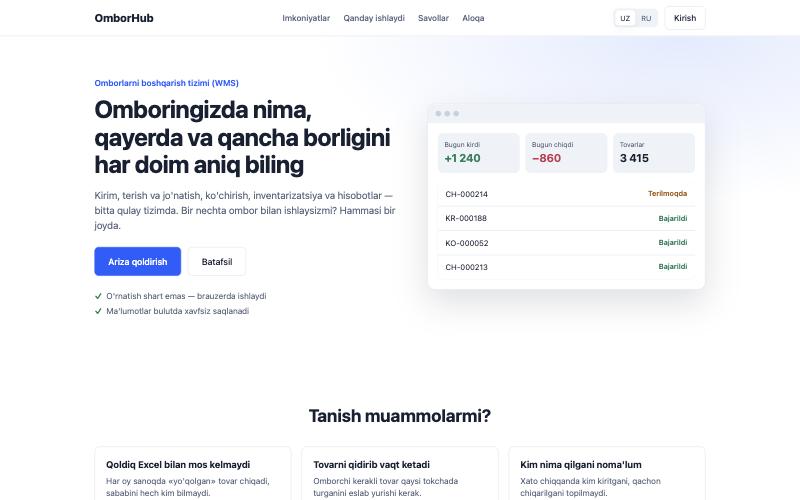 OmborHub
Imkoniyatlar Qanday ishlaydi Savollar Aloqa
UZ RU Kirish
Omborlarni boshqarish tizimi (WMS)
Omboringizda nima,
qayerda va qancha borligini
har doim aniq biling
Kirim, terish va jo'natish, ko'chirish, inventarizatsiya va hisobotlar —
bitta qulay tizimda. Bir nechta ombor bilan ishlaysizmi? Hammasi bir
joyda.
Ariza qoldirish Batafsil
O'rnatish shart emas — brauzerda ishlaydi
Ma'lumotlar bulutda xavfsiz saqlanadi
Bugun kirdi Bugun chiqdi Tovarlar
+1 240 −860 3 415
CH-000214 Terilmoqda
KR-000188 Bajarildi
KO-000052 Bajarildi
CH-000213 Bajarildi
Tanish muammolarmi?
Qoldiq Excel bilan mos kelmaydi
Har oy sanoqda «yo'qolgan» tovar chiqadi,
sababini hech kim bilmaydi.
Tovarni qidirib vaqt ketadi
Omborchi kerakli tovar qaysi tokchada
turganini eslab yurishi kerak.
Kim nima qilgani noma'lum
Xato chiqqanda kim kiritgani, qachon
chiqarilgani topilmaydi.